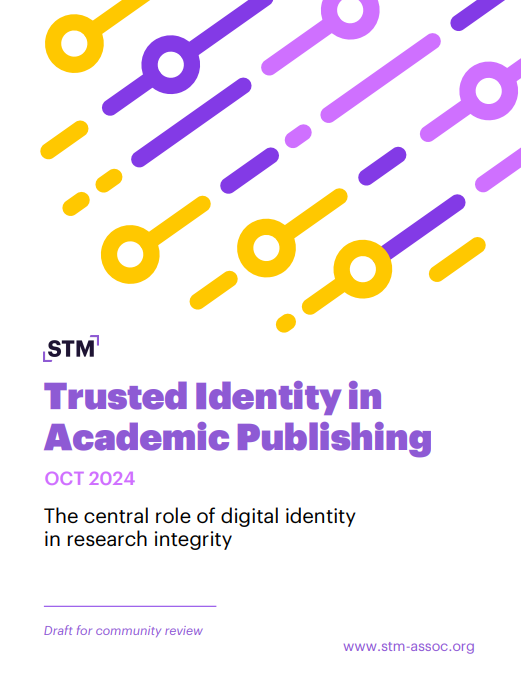 STM
Trusted Identity in
Academic Publishing
OCT 2024
The central role of digital identity
in research integrity
Draft for community review
www.stm-assoc.org